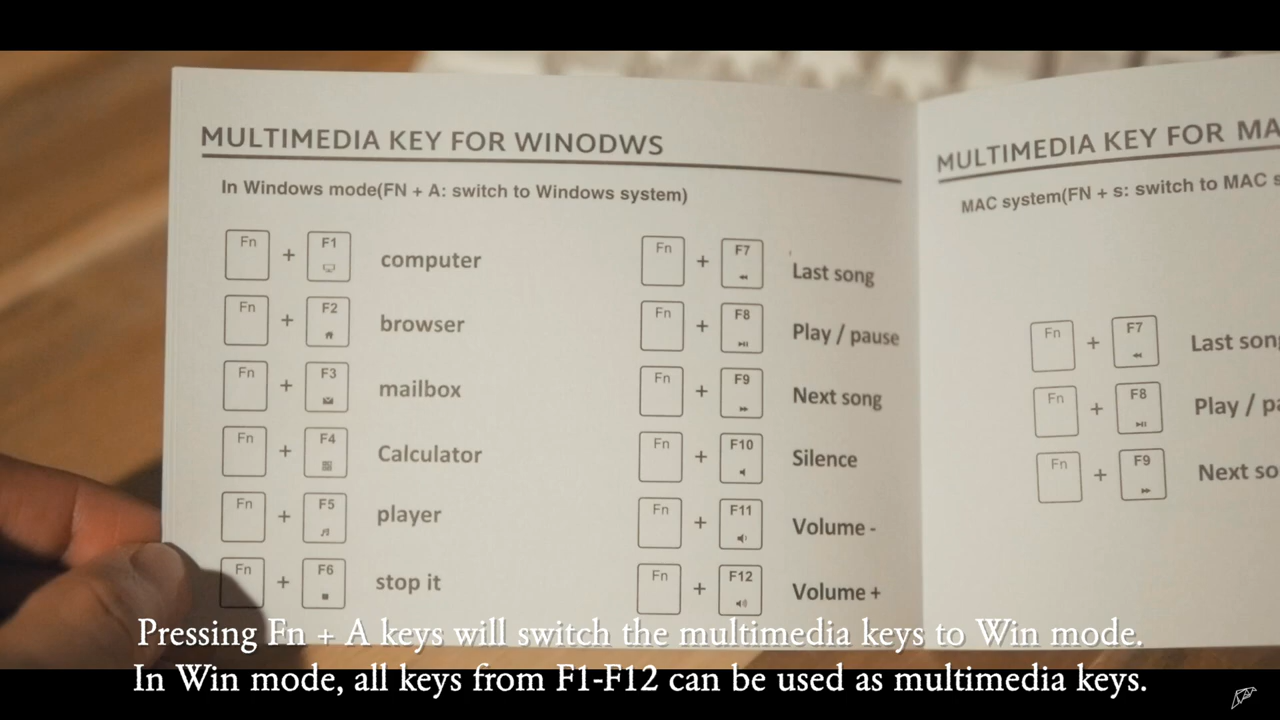 MULTIMEDIA KEY FOR WINODWS
In Windows mode(FN + A: switch to Windows system)
Fn + F1 computer
Fn + F2 browser
Fn + F3 mailbox
Fn + F4 Calculator
Fn + F5 player
Fn + F6 stop it
Fn + F7 Last song
Fn + F8 Play / pause
Fn + F9 Next song
Fn + F10 Silence
Fn + F11 Volume -
Fn + F12 Volume +
MULTIMEDIA KEY FOR MA
MAC system(FN + s: switch to MAC s
Fn + F7 Last son
Fn + F8 Play / pa
Fn + F9 Next so
Pressing Fn + A keys will switch the multimedia keys to Win mode.
In Win mode, all keys from F1-F12 can be used as multimedia keys.